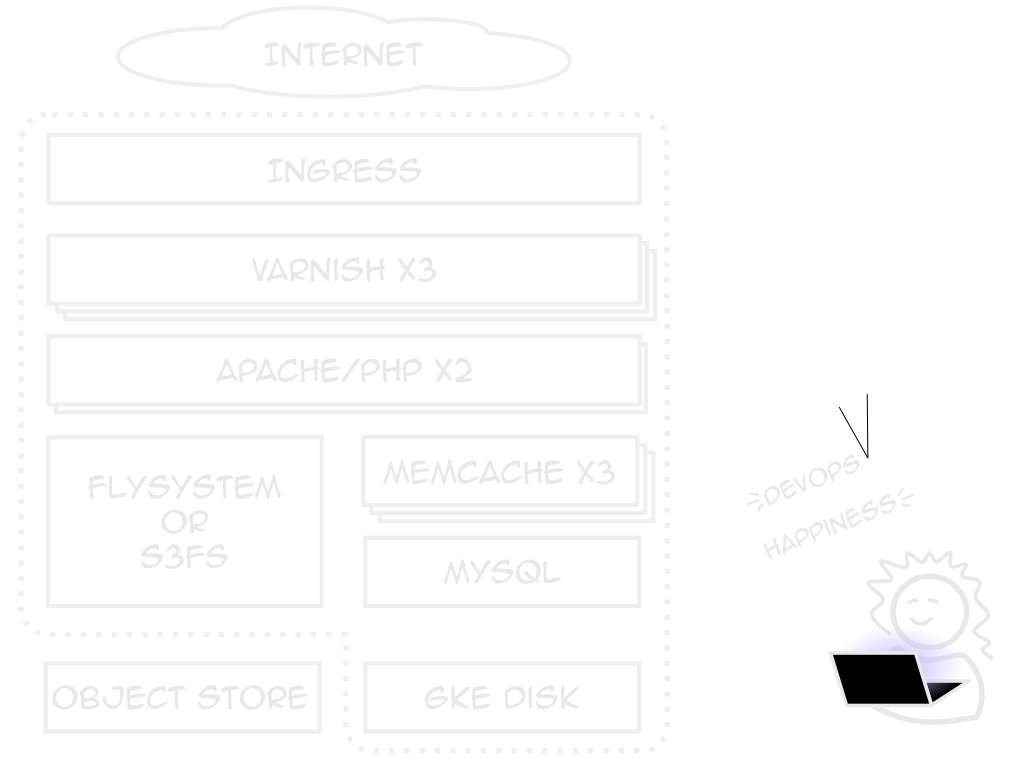 INTERNET
INGRESS
VARNISH X3
APACHE/PHP X2
FLYSYSTEM
OR
S3FS
MEMCACHE X3
MYSQL
OBJECT STORE
GKE DISK
DEVOPS
HAPPINESS